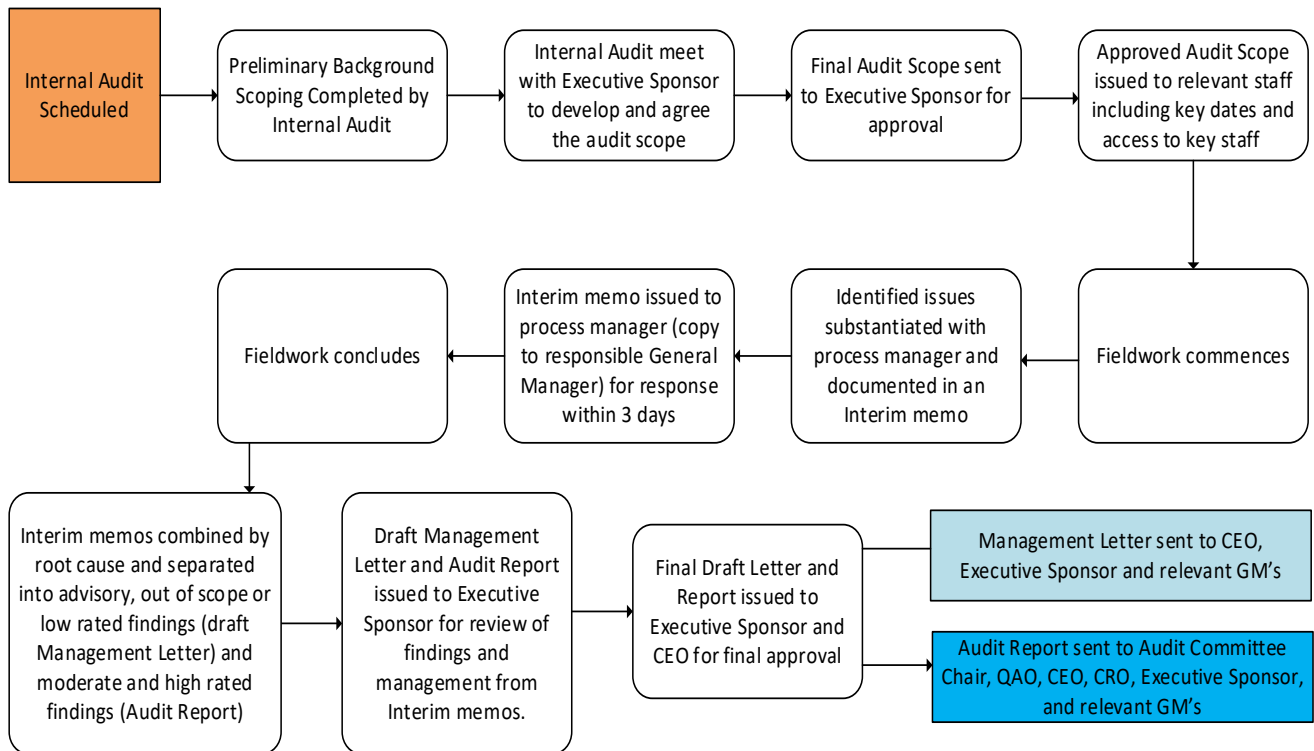 Internal Audit
Scheduled
Preliminary Background
Scoping Completed by
Internal Audit
Internal Audit meet
with Executive Sponsor
to develop and agree
the audit scope
Final Audit Scope sent
to Executive Sponsor for
approval
Approved Audit Scope
issued to relevant staff
including key dates and
access to key staff
Fieldwork commences
Identified issues
substantiated with
process manager and
documented in an
Interim memo
Interim memo issued to
process manager (copy
to responsible General
Manager) for response
within 3 days
Fieldwork concludes
Interim memos combined by
root cause and separated
into advisory, out of scope or
low rated findings (draft
Management Letter) and
moderate and high rated
findings (Audit Report)
Draft Management
Letter and Audit Report
issued to Executive
Sponsor for review of
findings and
management from
Interim memos.
Final Draft Letter and
Report issued to
Executive Sponsor and
CEO for final approval
Management Letter sent to CEO,
Executive Sponsor and relevant GM's
Audit Report sent to Audit Committee
Chair, QAO, CEO, CRO, Executive Sponsor,
and relevant GM's